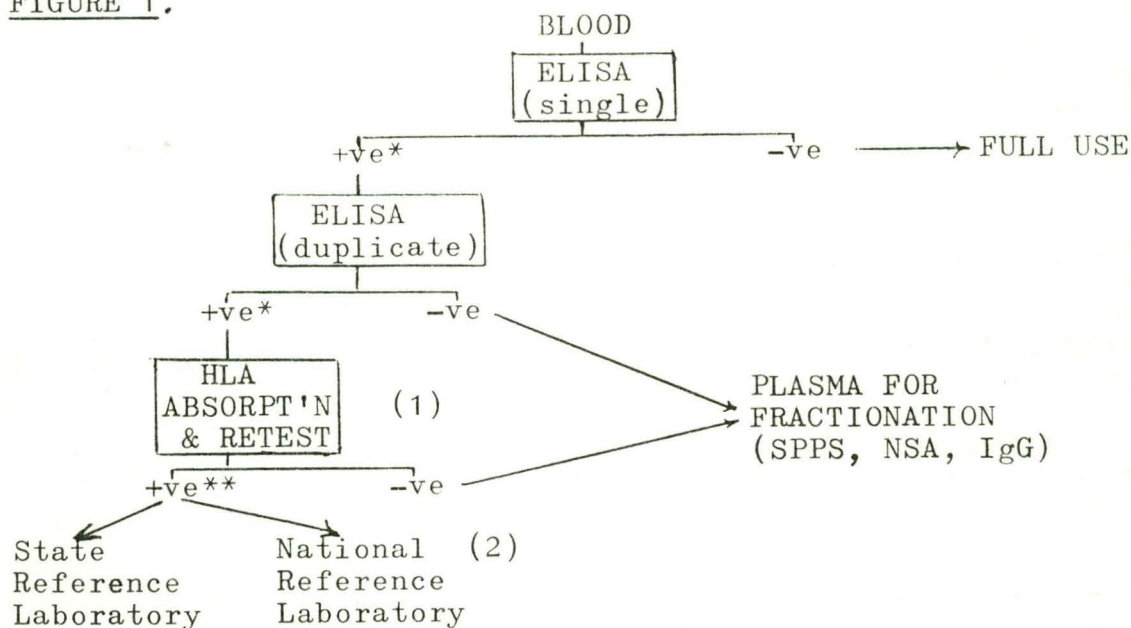 FIGURE 1.
BLOOD
ELISA
(single)
+ve*
-ve
FULL USE
ELISA
(duplicate)
+ve*
-ve
HLA
ABSORPT'N
& RETEST
(1)
PLASMA FOR
FRACTIONATION
(SPPS, NSA, IgG)
+ve**
-ve
State
Reference
Laboratory
National
Reference
Laboratory
(2)